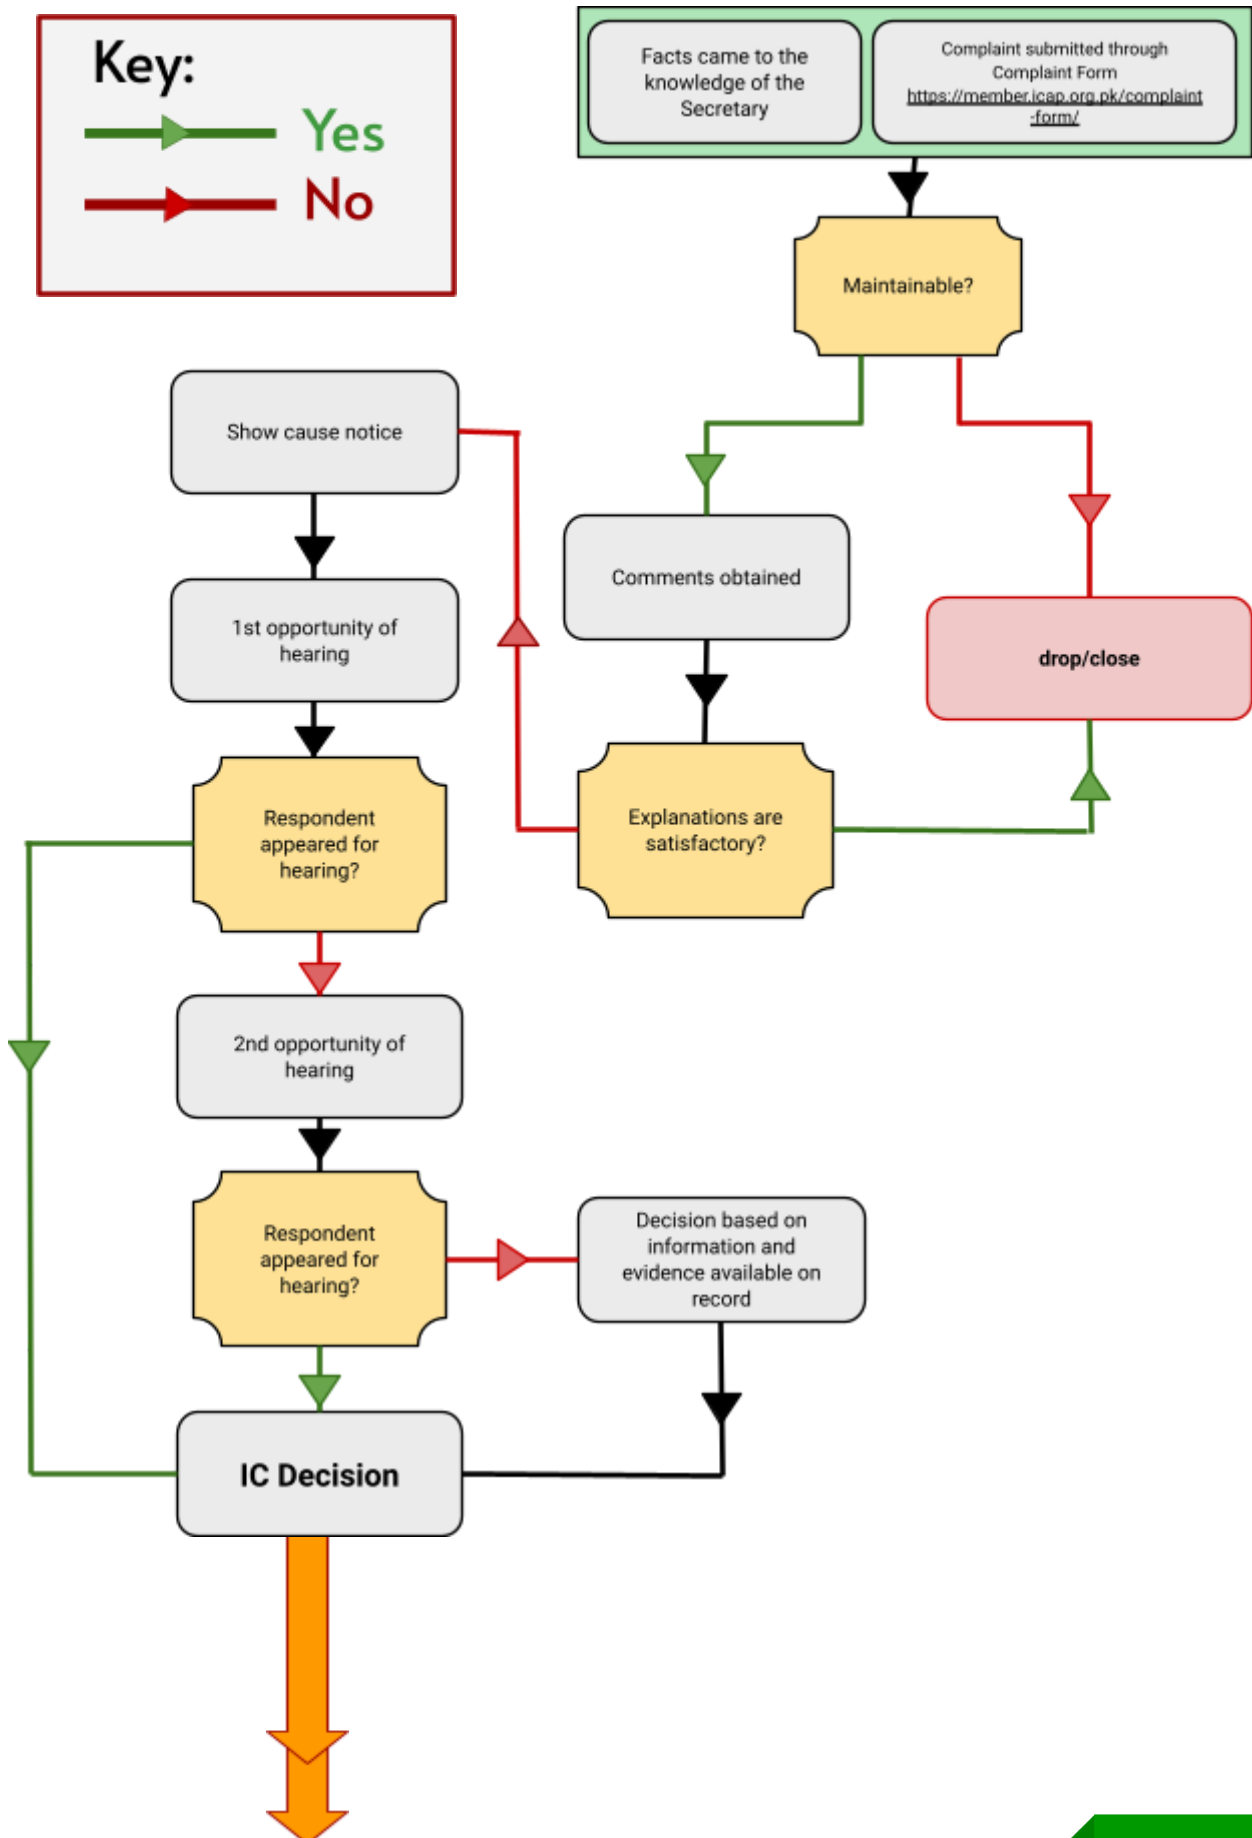 Key:
Yes
No
Facts came to the
knowledge of the
Secretary
Complaint submitted through
Complaint Form
https://member.icap.org.pk/complaint
-form/
Maintainable?
Show cause notice
Comments obtained
1st opportunity of
hearing
drop/close
Respondent
appeared for
hearing?
Explanations are
satisfactory?
2nd opportunity of
hearing
Respondent
appeared for
hearing?
Decision based on
information and
evidence available on
record
IC Decision